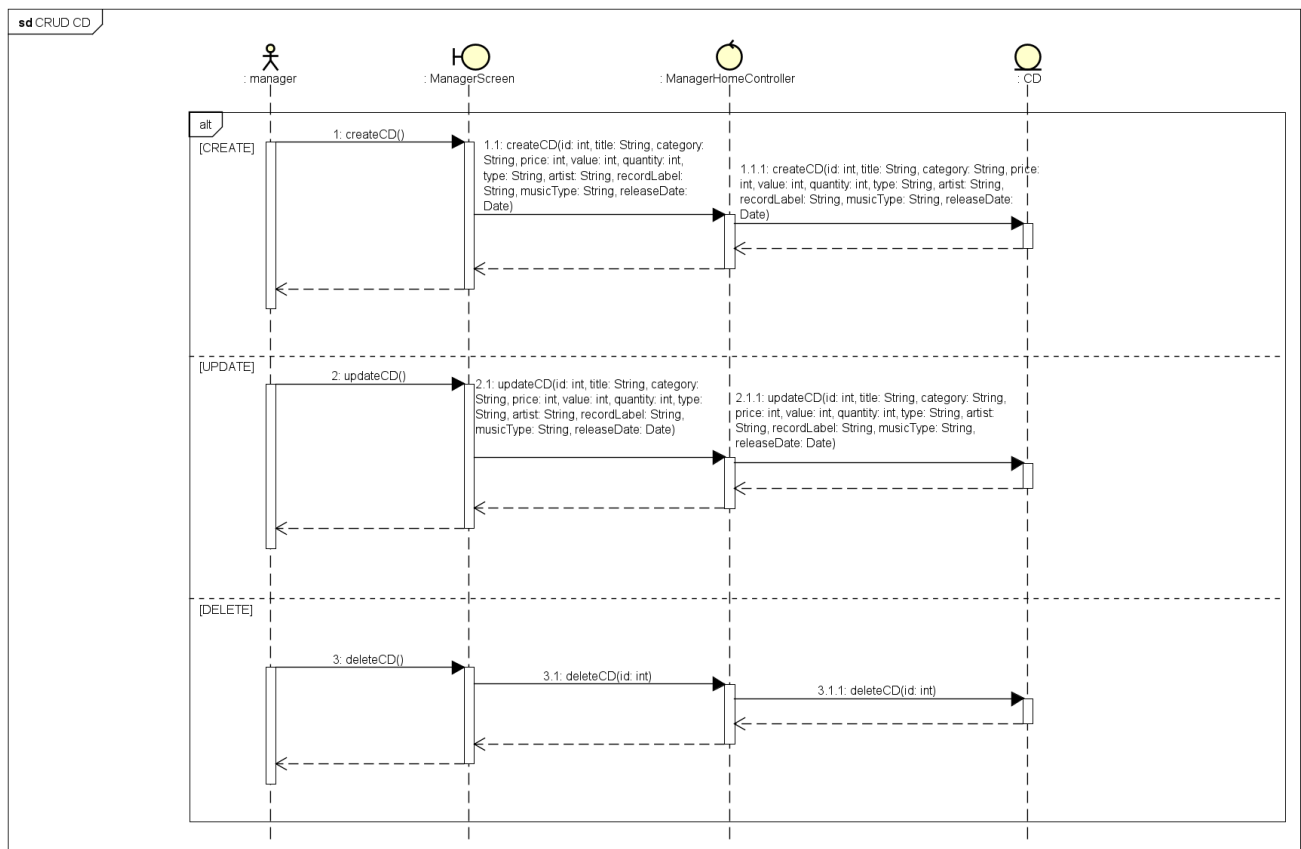 sd CRUD CD
: manager
: ManagerScreen
: ManagerHomeController
: CD
alt
[CREATE]
1: createCD()
1.1: createCD(id: int, title: String, category:
String, price: int, value: int, quantity: int,
type: String, artist: String, recordLabel:
String, musicType: String, releaseDate:
Date)
1.1.1: createCD(id: int, title: String, category: String, price:
int, value: int, quantity: int, type: String, artist: String,
recordLabel: String, musicType: String, releaseDate:
Date)
[UPDATE]
2: updateCD()
2.1: updateCD(id: int, title: String, category:
String, price: int, value: int, quantity: int, type:
String, artist: String, recordLabel: String,
musicType: String, releaseDate: Date)
2.1.1: updateCD(id: int, title: String, category: String,
price: int, value: int, quantity: int, type: String, artist:
String, recordLabel: String, musicType: String,
releaseDate: Date)
[DELETE]
3: deleteCD()
3.1: deleteCD(id: int)
3.1.1: deleteCD(id: int)